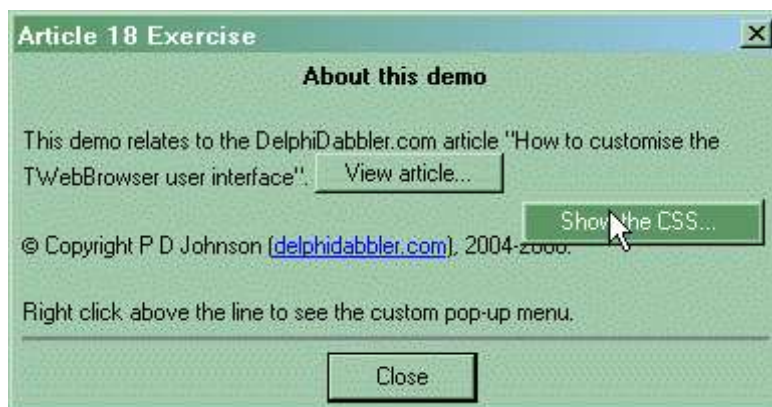 Article 18 Exercise
About this demo
This demo relates to the DelphiDabbler.com article "How to customise the
TWebBrowser user interface". View article...
Show the CSS...
© Copyright P D Johnson (delphidabbler.com), 2004-
Right click above the line to see the custom pop-up menu.
Close